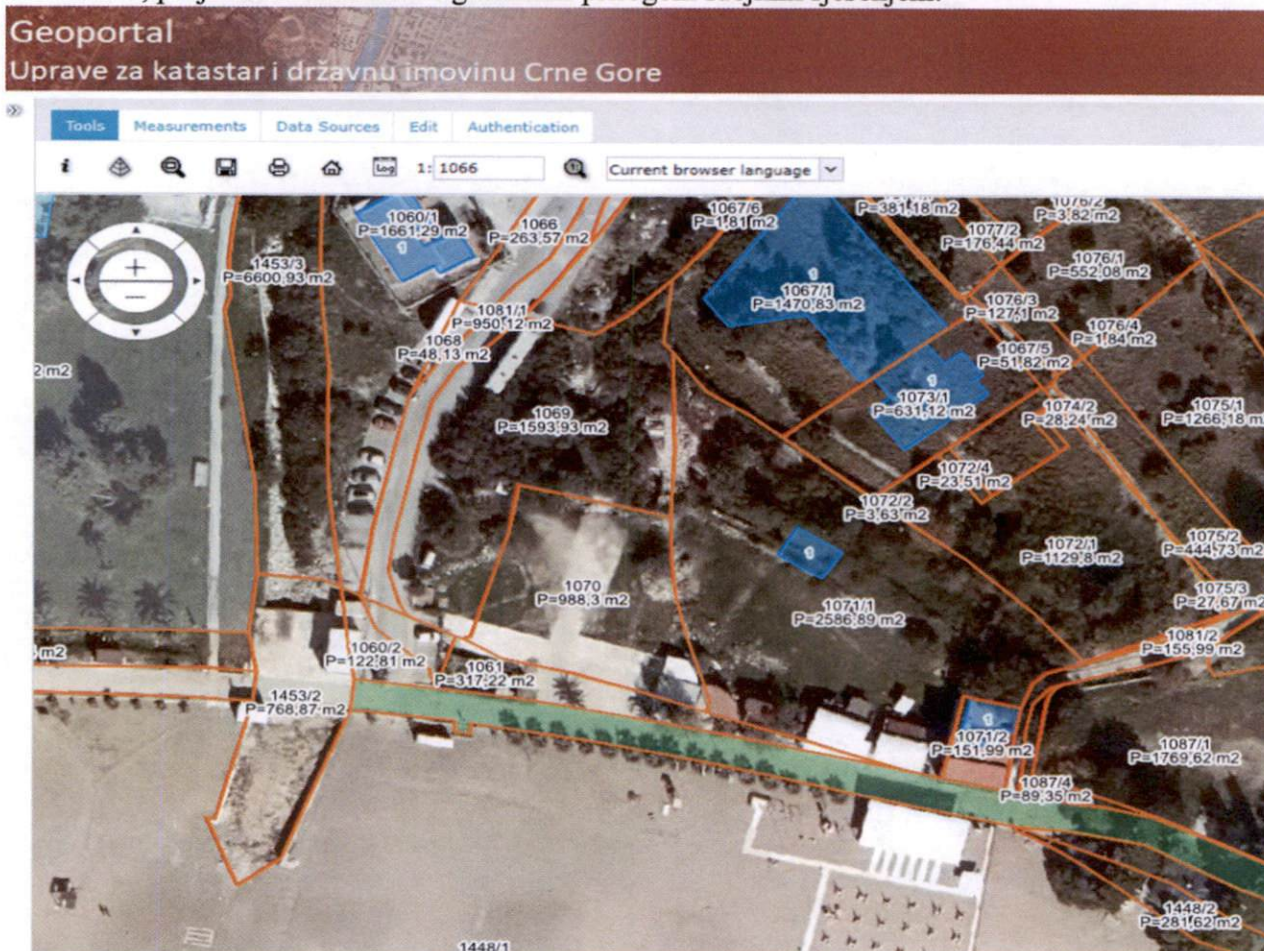 Geoportal
Uprave za katastar i državnu imovinu Crne Gore
Tools Measurements Data Sources Edit Authentication
i Log 1: 1066 Current browser language
1060/1
P=1661,29 m2
1
1066
P=263,57 m2
1067/6
P=1,81 m2
P=381,18 m2
1076/2
P=3,82 m2
1077/2
P=176,44 m2
1453/3
P=6600,93 m2
1076/1
P=552,08 m2
1
1067/1
P=1470,83 m2
1076/3
P=127,1 m2
1081/1
P=950,12 m2
1076/4
P=1,84 m2
1068
P=48,13 m2
1067/5
P=51,82 m2
2 m2
1
1073/1
P=631,12 m2
1074/2
P=28,24 m2
1075/1
P=1266,18 m2
1069
P=1593,93 m2
1072/4
P=23,51 m2
1072/2
P=3,63 m2
1075/2
P=444,73 m2
1072/1
P=1129,8 m2
1
1070
P=988,3 m2
1075/3
P=27,67 m2
1071/1
P=2586,89 m2
1081/2
P=155,99 m2
m2
1060/2
P=122,81 m2
1061
P=317,22 m2
1453/2
P=768,87 m2
1
1071/2
P=151,99 m2
1087/1
P=1769,62 m2
1087/4
P=89,35 m2
1448/2
P=281,62 m2
1448/1